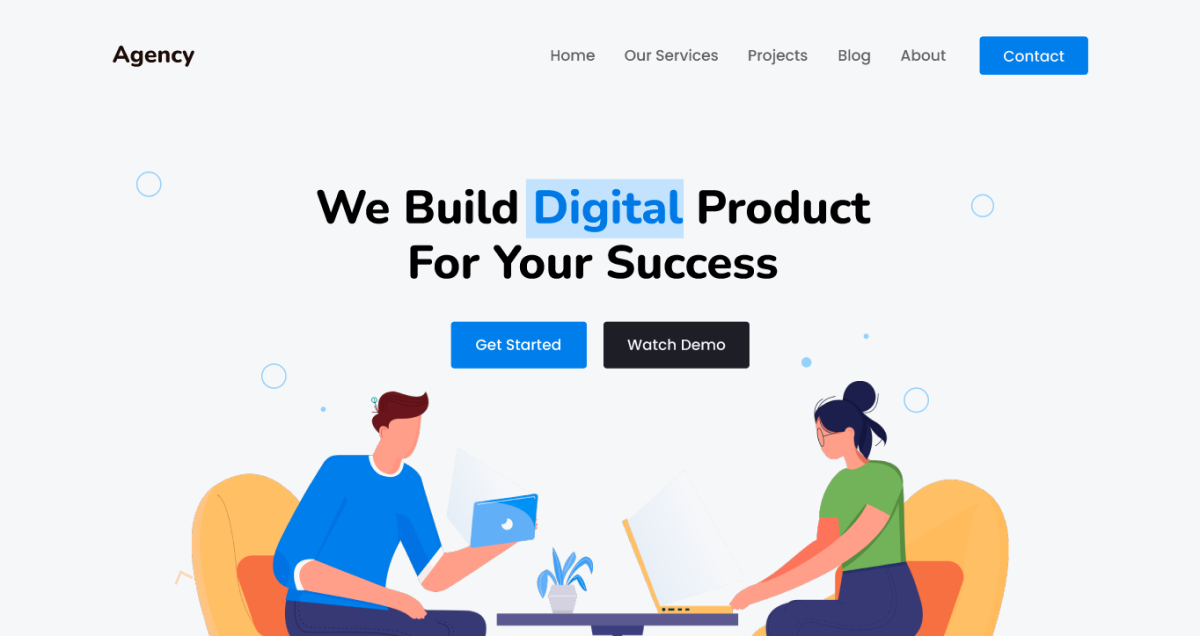 Agency
Home Our Services Projects Blog About Contact
We Build Digital Product
For Your Success
Get Started Watch Demo